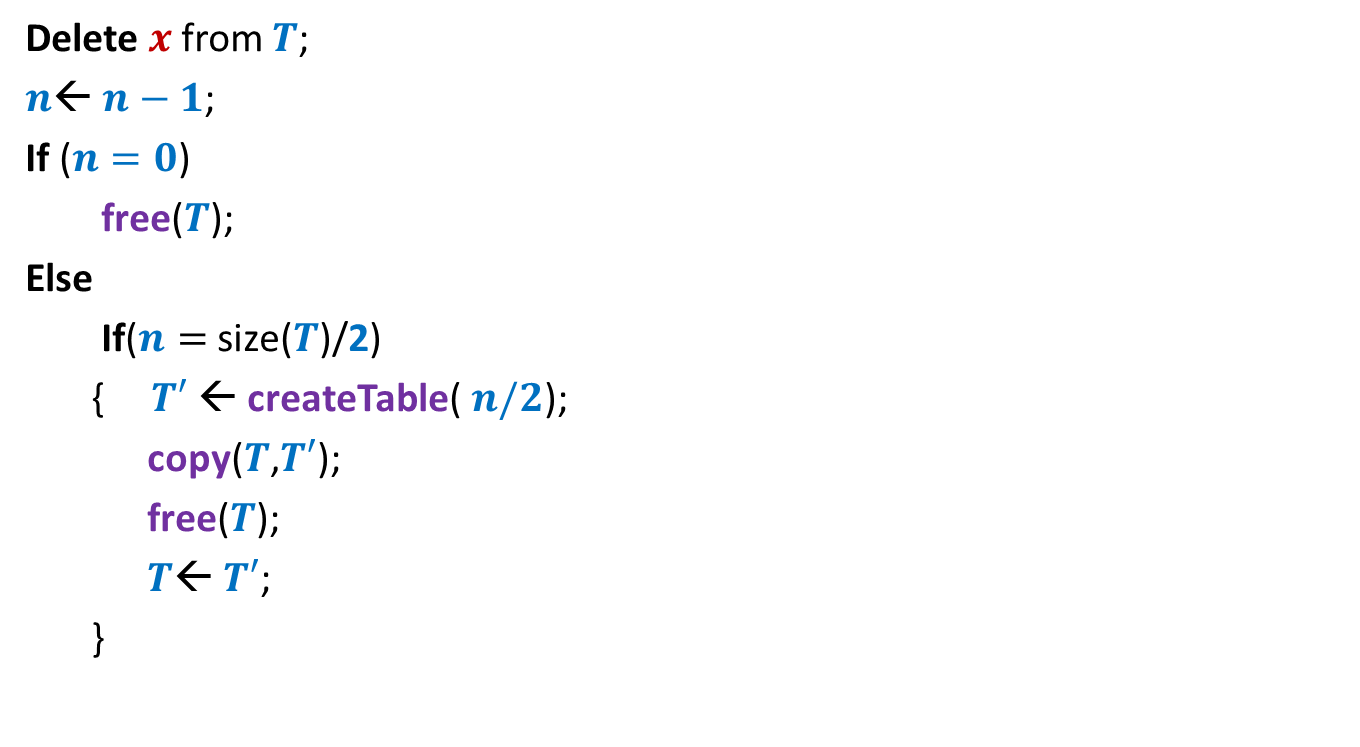 Delete x from T;
n← n − 1;
If (n = 0)
free(T);
Else
If(n = size(T)/2)
{ T′ ← createTable( n/2);
copy(T,T′);
free(T);
T← T′;
}